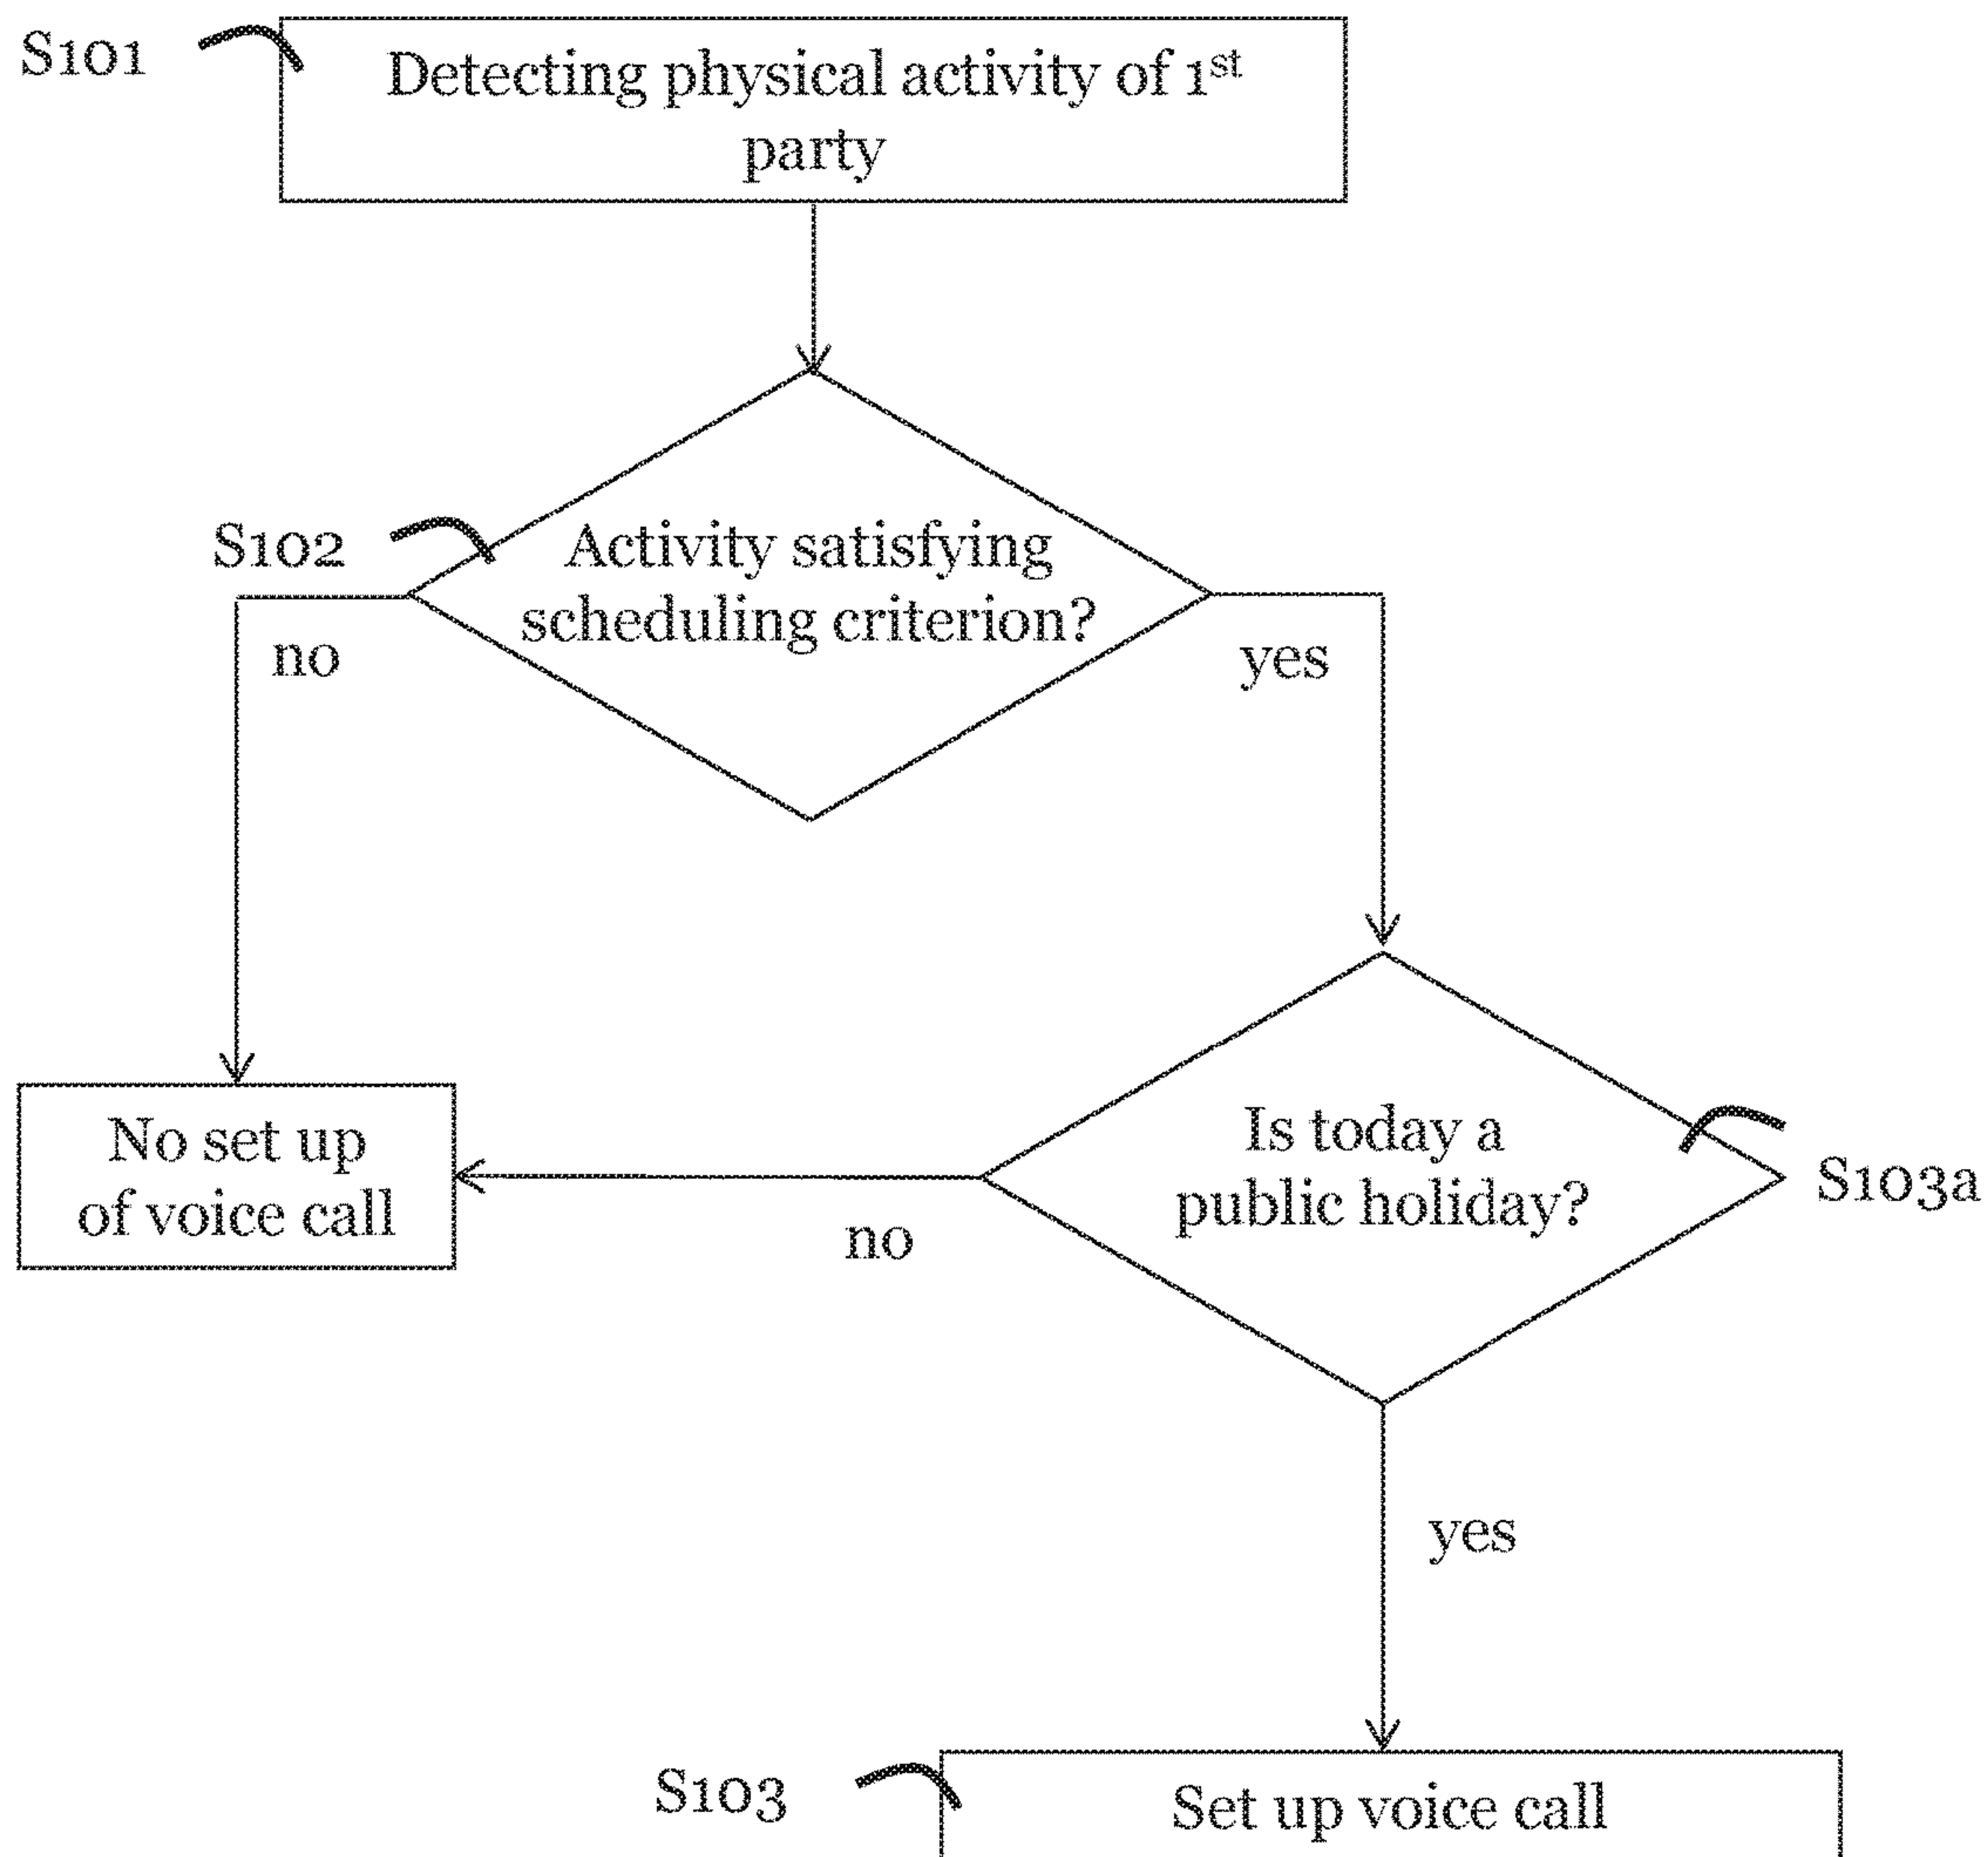 S101
Detecting physical activity of 1st
party
S102
Activity satisfying
scheduling criterion?
no
yes
No set up
of voice call
Is today a
public holiday?
S103a
no
yes
S103
Set up voice call